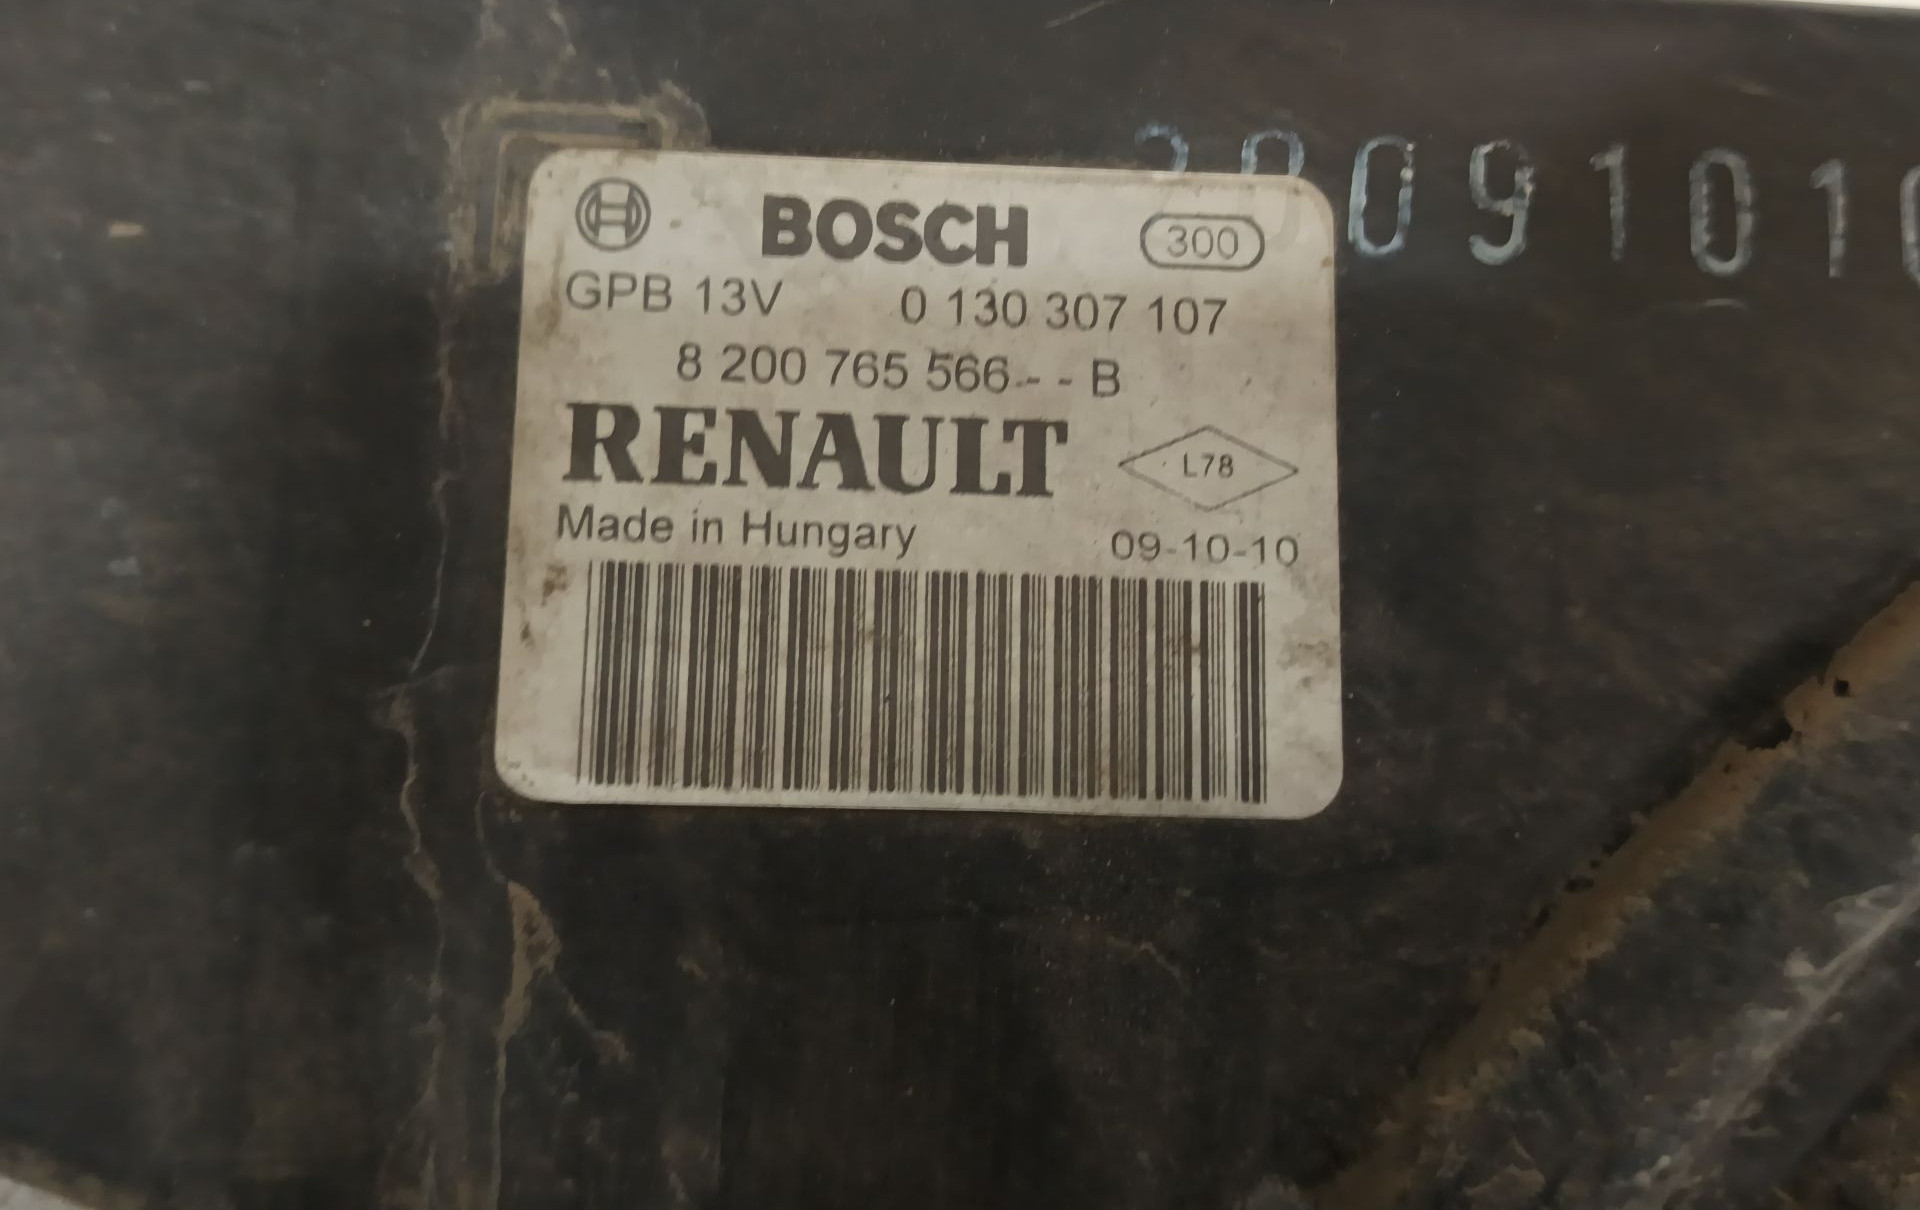 091010
BOSCH 300
GPB 13V 0 130 307 107
8 200 765 566 - - B
RENAULT L78
Made in Hungary 09-10-10